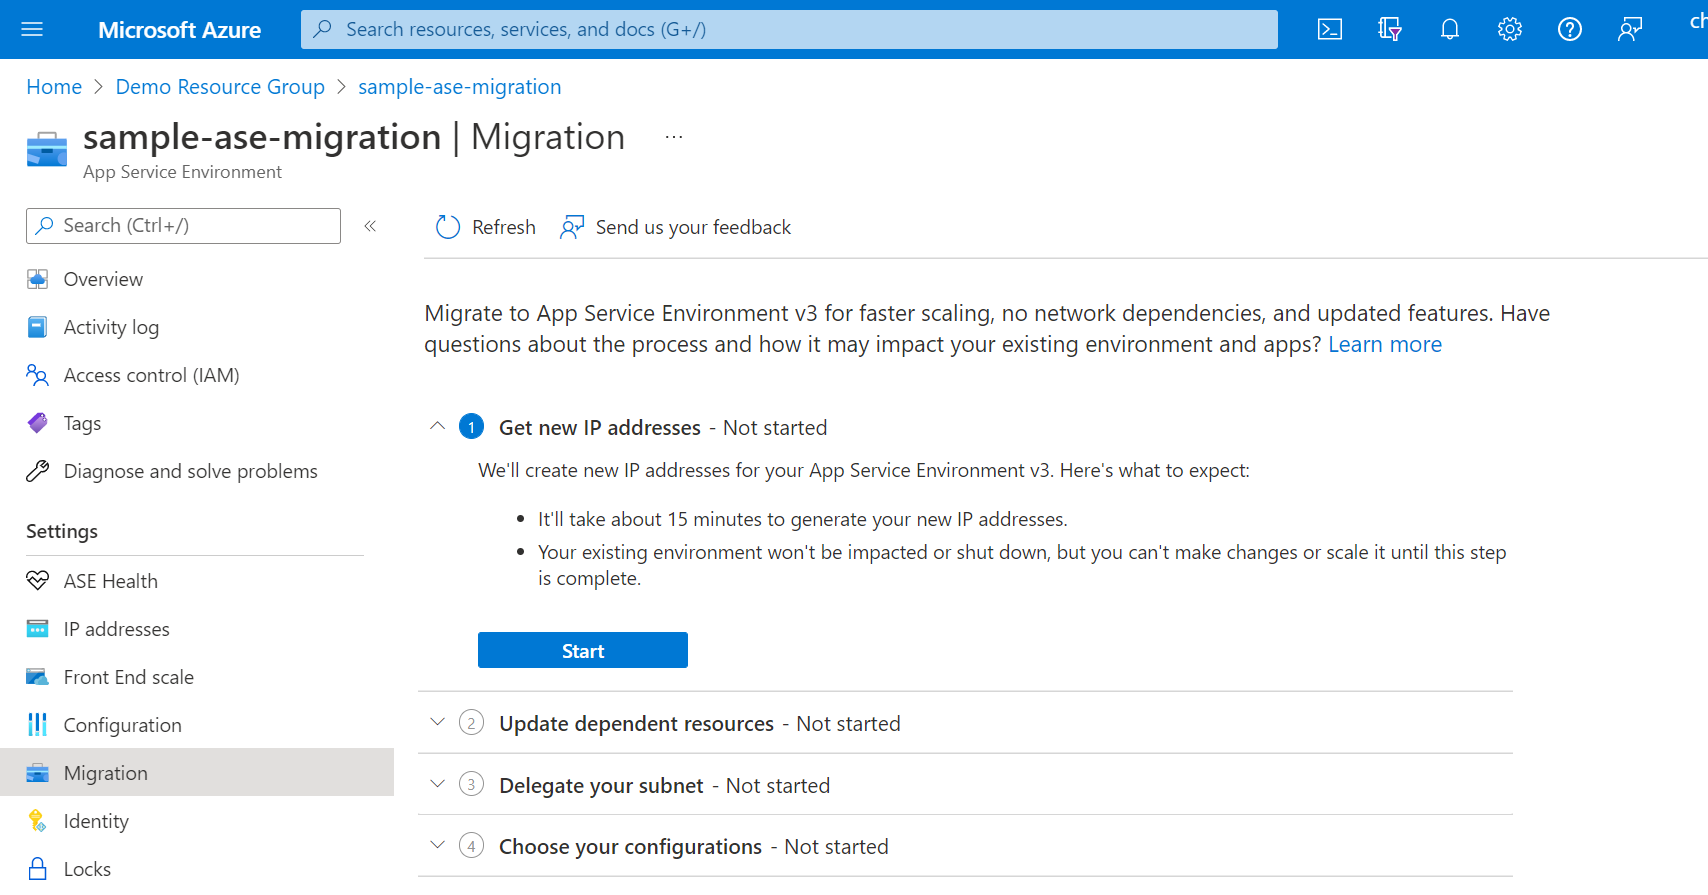 Microsoft Azure
Search resources, services, and docs (G+/)
ch
Home > Demo Resource Group > sample-ase-migration
sample-ase-migration | Migration ...
App Service Environment
Search (Ctrl+/)
«
Refresh
Send us your feedback
Overview
Activity log
Access control (IAM)
Tags
Diagnose and solve problems
Settings
ASE Health
IP addresses
Front End scale
Configuration
Migration
Identity
Locks
Migrate to App Service Environment v3 for faster scaling, no network dependencies, and updated features. Have
questions about the process and how it may impact your existing environment and apps? Learn more
1 Get new IP addresses - Not started
We'll create new IP addresses for your App Service Environment v3. Here's what to expect:
• It'll take about 15 minutes to generate your new IP addresses.
• Your existing environment won't be impacted or shut down, but you can't make changes or scale it until this step
is complete.
Start
2 Update dependent resources - Not started
3 Delegate your subnet - Not started
4 Choose your configurations - Not started